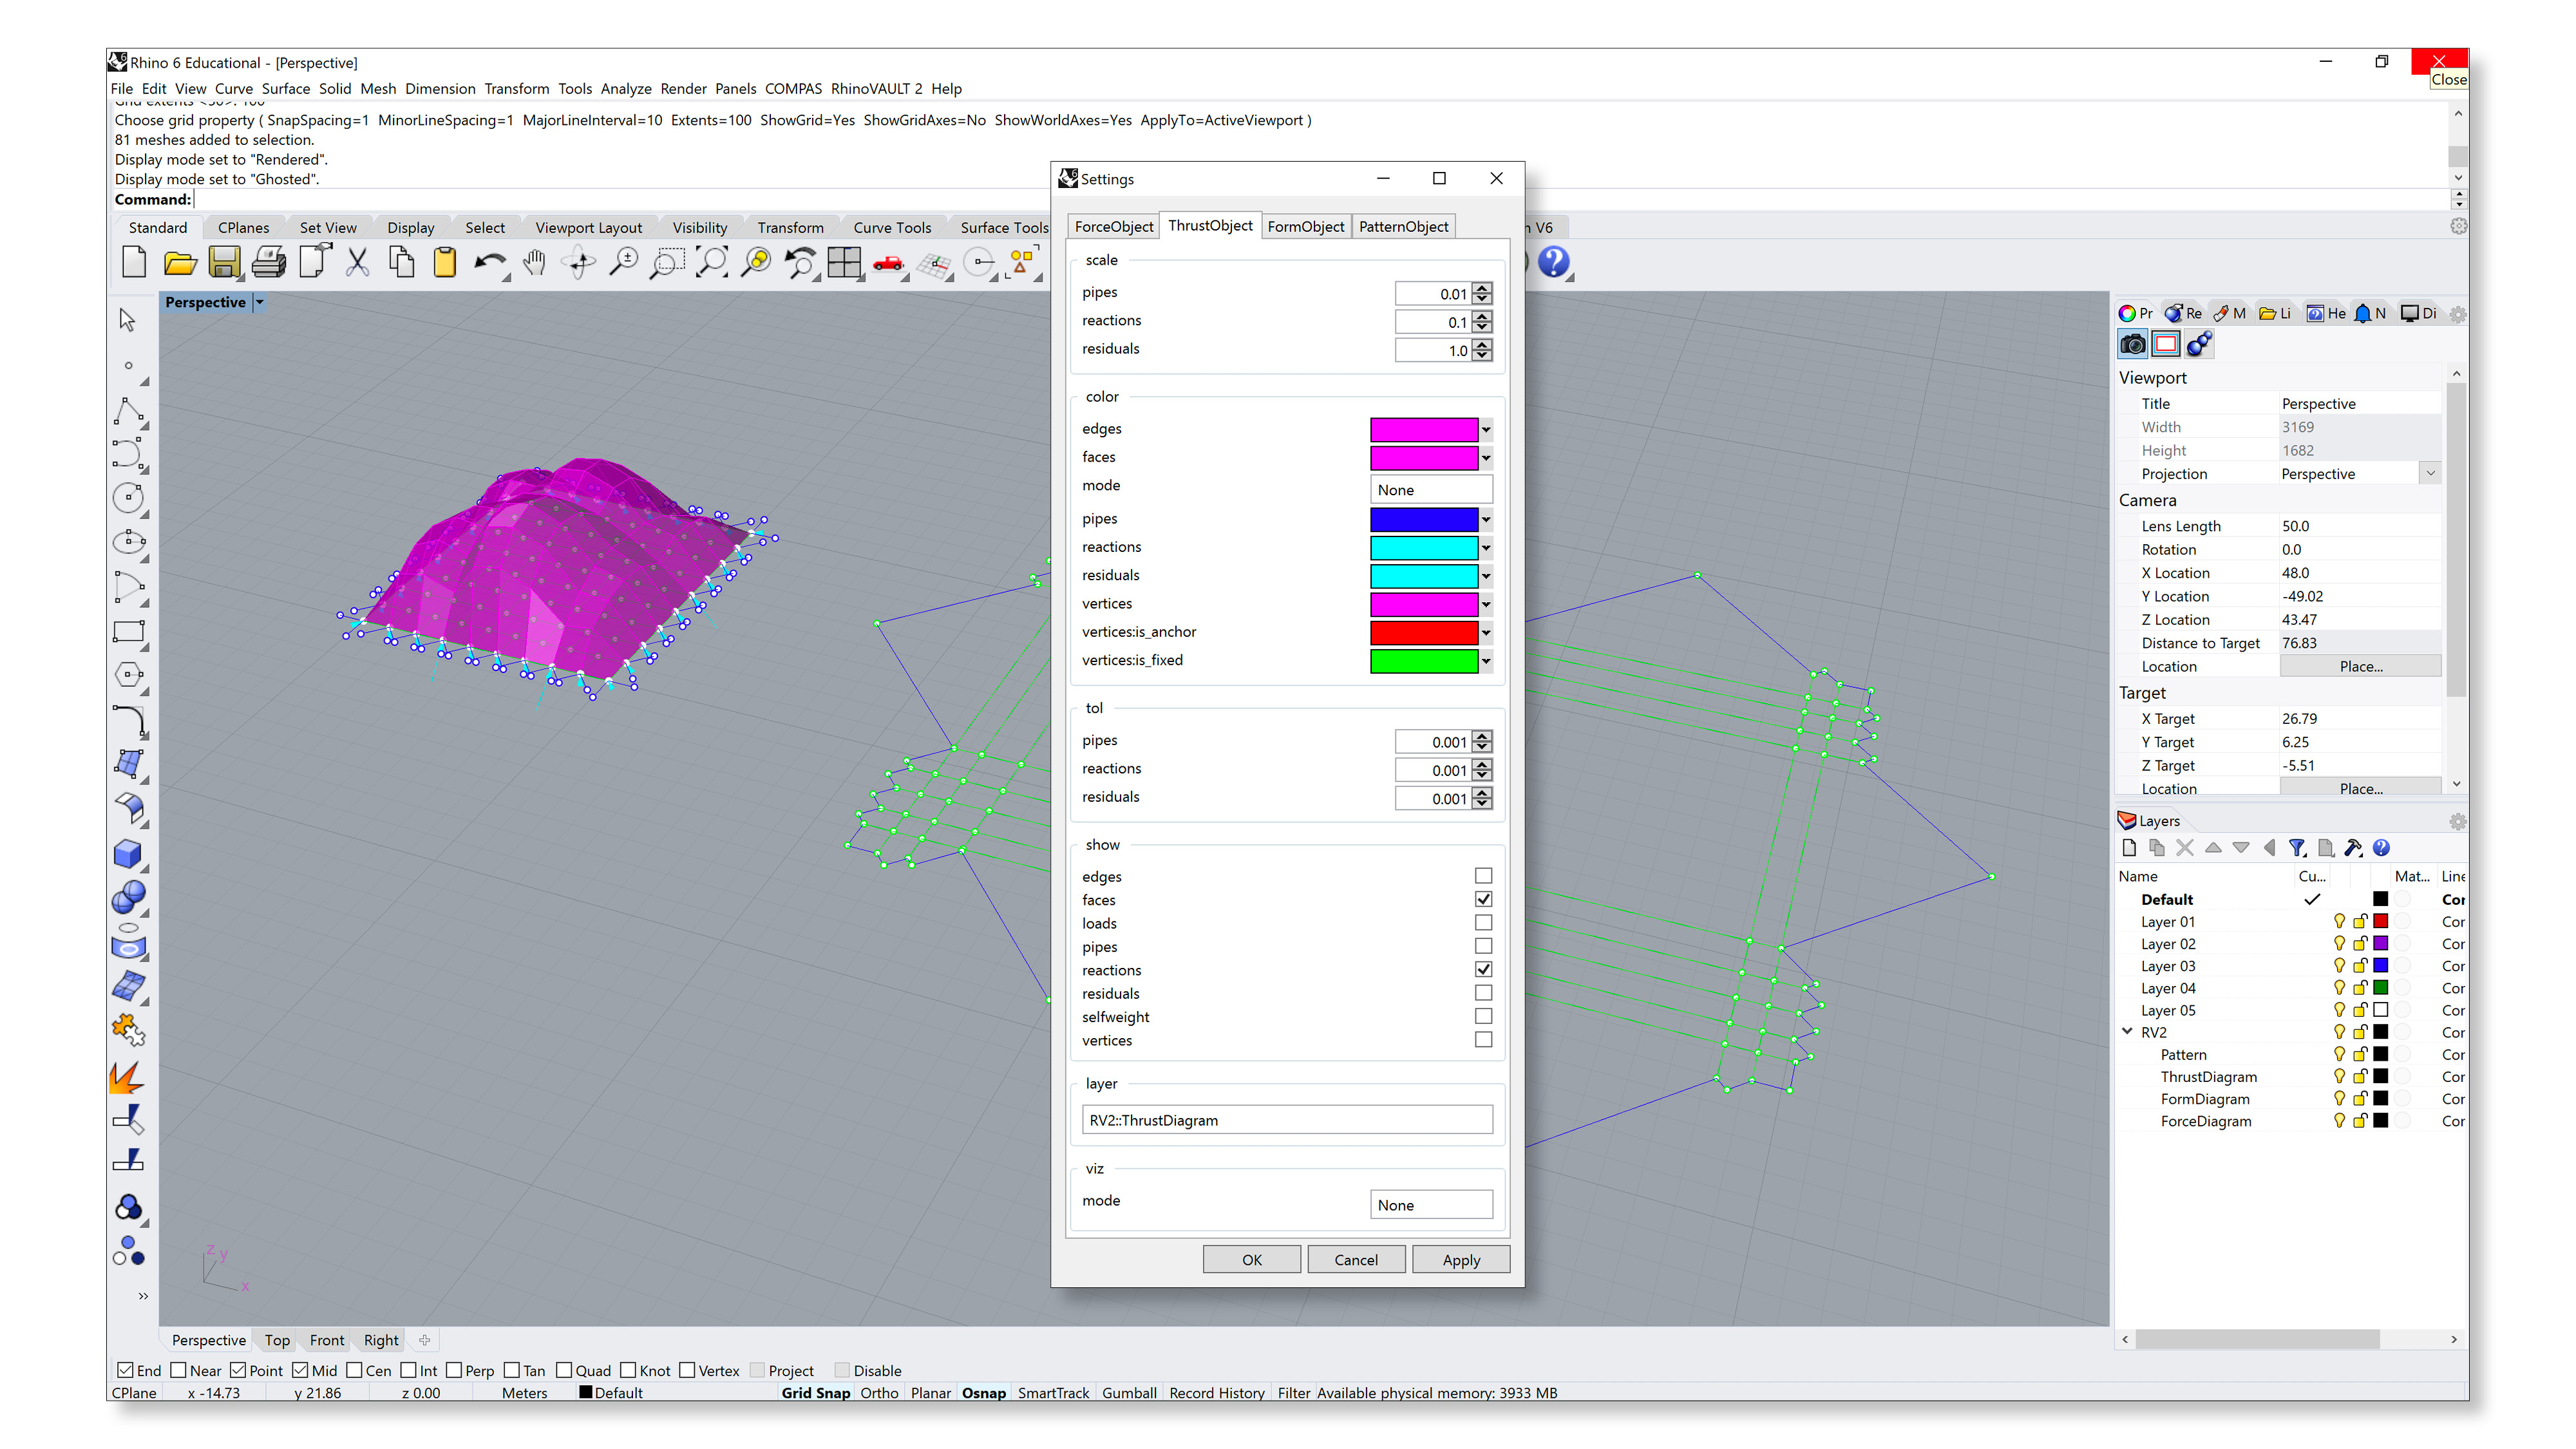 Rhino 6 Educational - [Perspective]
Close
File Edit View Curve Surface Solid Mesh Dimension Transform Tools Analyze Render Panels COMPAS RhinoVAULT 2 Help
Choose grid property ( SnapSpacing=1 MinorLineSpacing=1 MajorLineInterval=10 Extents=100 ShowGrid=Yes ShowGridAxes=No ShowWorldAxes=Yes ApplyTo=ActiveViewport )
81 meshes added to selection.
Display mode set to "Rendered".
Display mode set to "Ghosted".
Command:
Standard CPlanes Set View Display Select Viewport Layout Visibility Transform Curve Tools Surface Tools V6
Perspective
Settings
ForceObject ThrustObject FormObject PatternObject
scale
pipes 0.01
reactions 0.1
residuals 1.0
color
edges
faces
mode None
pipes
reactions
residuals
vertices
vertices:is_anchor
vertices:is_fixed
tol
pipes 0.001
reactions 0.001
residuals 0.001
show
edges
faces
loads
pipes
reactions
residuals
selfweight
vertices
layer
RV2::ThrustDiagram
viz
mode None
OK Cancel Apply
Pr Re M Li He N Di
Viewport
Title Perspective
Width 3169
Height 1682
Projection Perspective
Camera
Lens Length 50.0
Rotation 0.0
X Location 48.0
Y Location -49.02
Z Location 43.47
Distance to Target 76.83
Location Place...
Target
X Target 26.79
Y Target 6.25
Z Target -5.51
Location Place...
Layers
Name Cu... Mat... Line
Default Cor
Layer 01 Cor
Layer 02 Cor
Layer 03 Cor
Layer 04 Cor
Layer 05 Cor
RV2 Cor
Pattern Cor
ThrustDiagram Cor
FormDiagram Cor
ForceDiagram Cor
z y
x
Perspective Top Front Right
End Near Point Mid Cen Int Perp Tan Quad Knot Vertex Project Disable
CPlane x -14.73 y 21.86 z 0.00 Meters Default Grid Snap Ortho Planar Osnap SmartTrack Gumball Record History Filter Available physical memory: 3933 MB